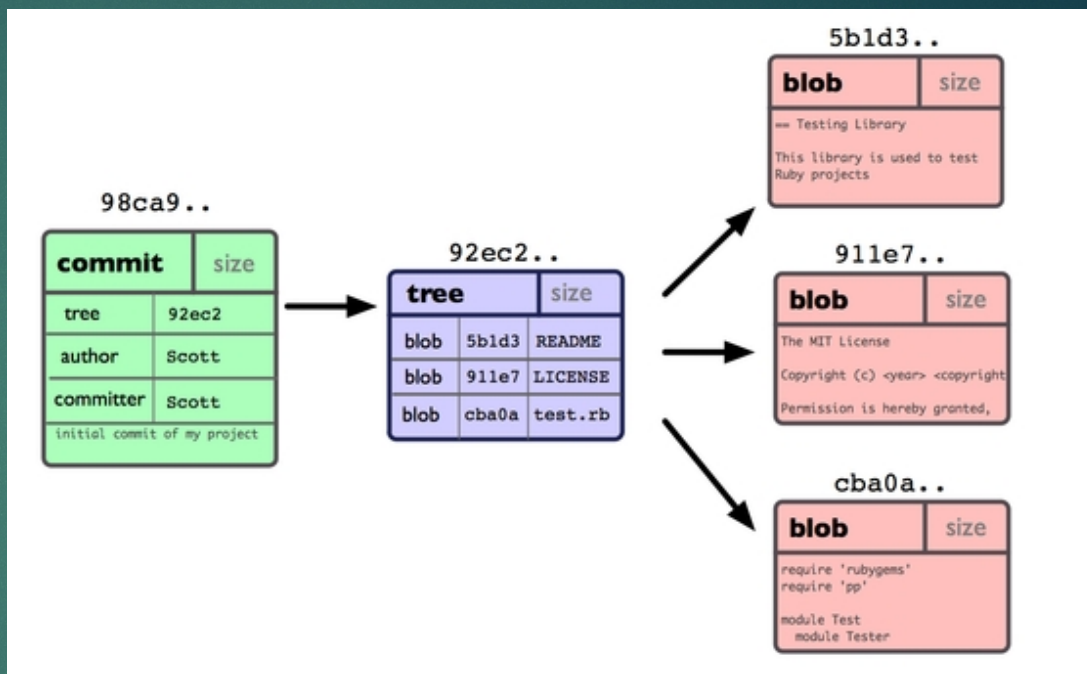 98ca9..
commit size
tree 92ec2
author Scott
committer Scott
initial commit of my project
92ec2..
tree size
blob 5b1d3 README
blob 911e7 LICENSE
blob cba0a test.rb
5b1d3..
blob size
== Testing Library
This library is used to test
Ruby projects
911e7..
blob size
The MIT License
Copyright (c) <year> <copyright
Permission is hereby granted,
cba0a..
blob size
require 'rubygems'
require 'pp'
module Test
module Tester